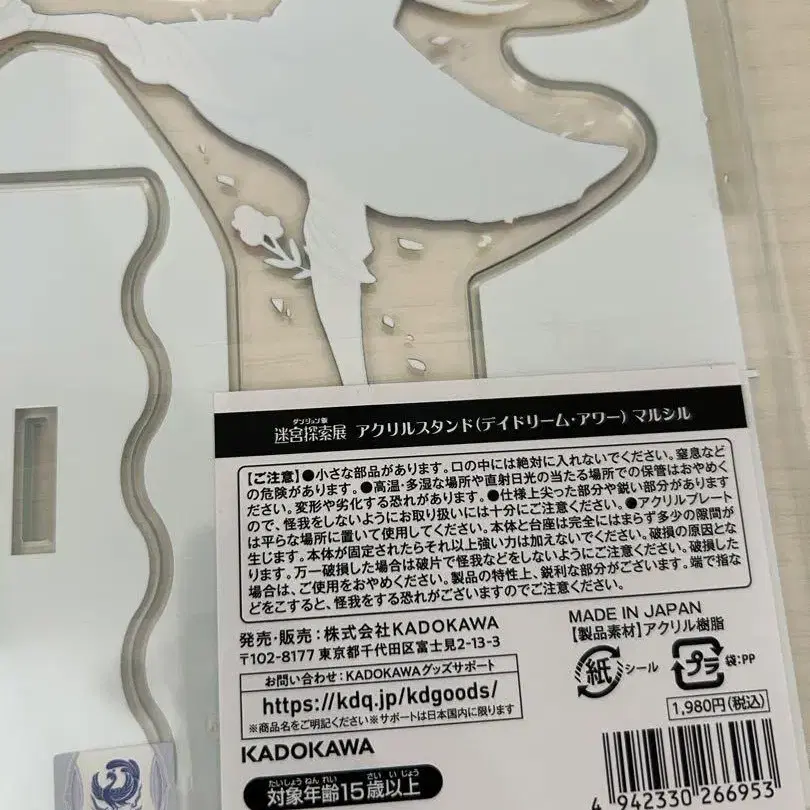 ダンジョン飯
迷宮探索展 アクリルスタンド(デイドリーム・アワー) マルシル
【ご注意】●小さな部品があります。口の中には絶対に入れないでください。窒息など
の危険があります。●高温・多湿な場所や直射日光の当たる場所での保管はおやめく
ださい。変形や劣化する恐れがあります。●仕様上尖った部分や鋭い部分があります
ので、怪我をしないようにお取り扱いには十分にご注意ください。●アクリルプレート
は平らな場所に置いて使用してください。本体と台座は完全にはまらず多少の隙間が
生じます。本体が固定されたらそれ以上強い力は加えないでください。破損の原因とな
ります。万一破損した場合は破片で怪我などをしないようにご注意ください。破損した
場合は、ご使用をおやめください。製品の特性上、鋭利な部分がございます。端で指な
どをこすると、怪我をする恐れがございますのでご注意ください。
発売・販売：株式会社KADOKAWA
〒102-8177 東京都千代田区富士見2-13-3
お問い合わせ：KADOKAWAグッズサポート
https://kdq.jp/kdgoods/
※商品名をご明記ください※サポートは日本国内に限ります
KADOKAWA
たいしょうねんれい さい いじょう
対象年齢15歳以上
MADE IN JAPAN
【製品素材】アクリル樹脂
紙 シール プラ 袋：PP
1,980円(税込)
4 942330 266953